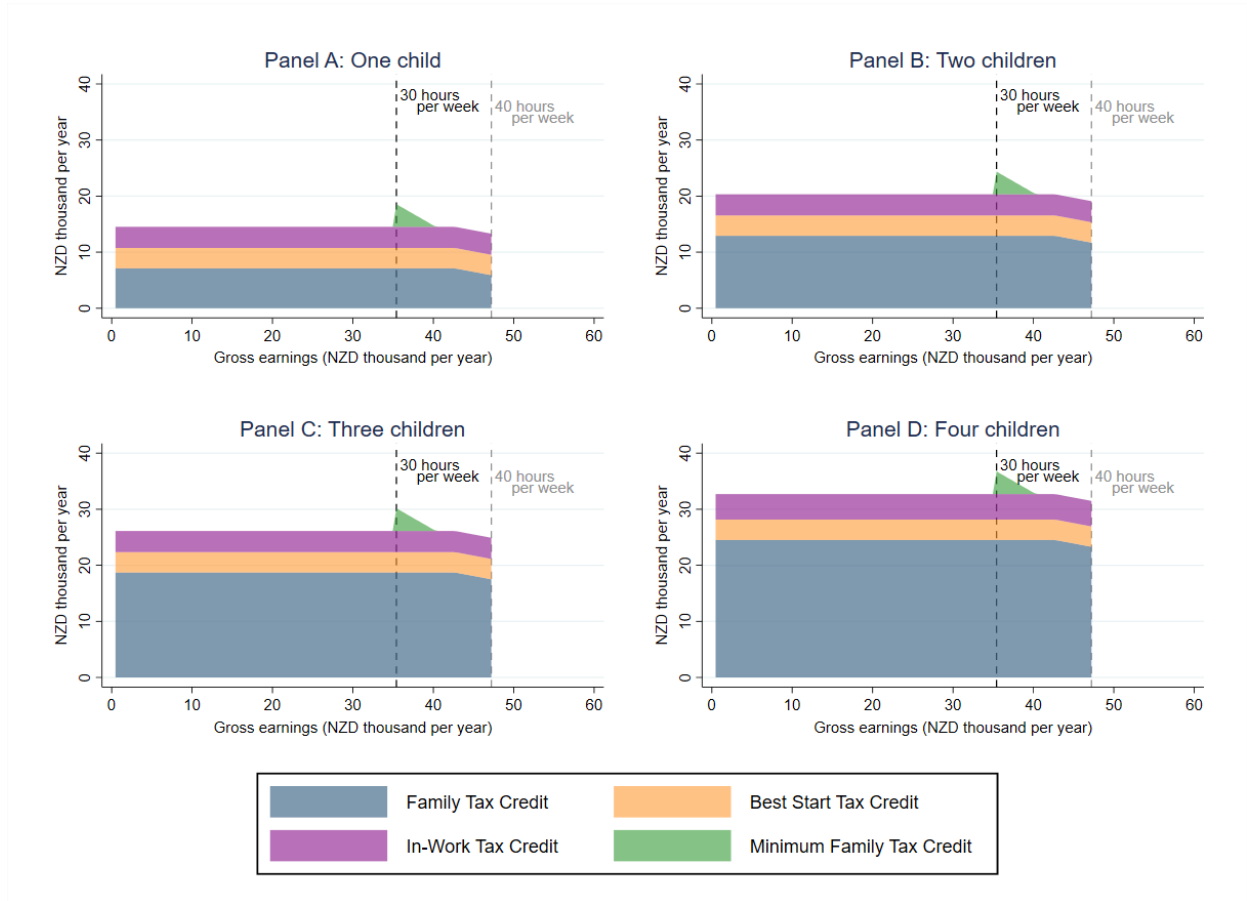 Panel A: One child
NZD thousand per year
40
30
20
10
0
30 hours
per week
40 hours
per week
0 10 20 30 40 50 60
Gross earnings (NZD thousand per year)
Panel B: Two children
NZD thousand per year
40
30
20
10
0
30 hours
per week
40 hours
per week
0 10 20 30 40 50 60
Gross earnings (NZD thousand per year)
Panel C: Three children
NZD thousand per year
40
30
20
10
0
30 hours
per week
40 hours
per week
0 10 20 30 40 50 60
Gross earnings (NZD thousand per year)
Panel D: Four children
NZD thousand per year
40
30
20
10
0
30 hours
per week
40 hours
per week
0 10 20 30 40 50 60
Gross earnings (NZD thousand per year)
Family Tax Credit
Best Start Tax Credit
In-Work Tax Credit
Minimum Family Tax Credit